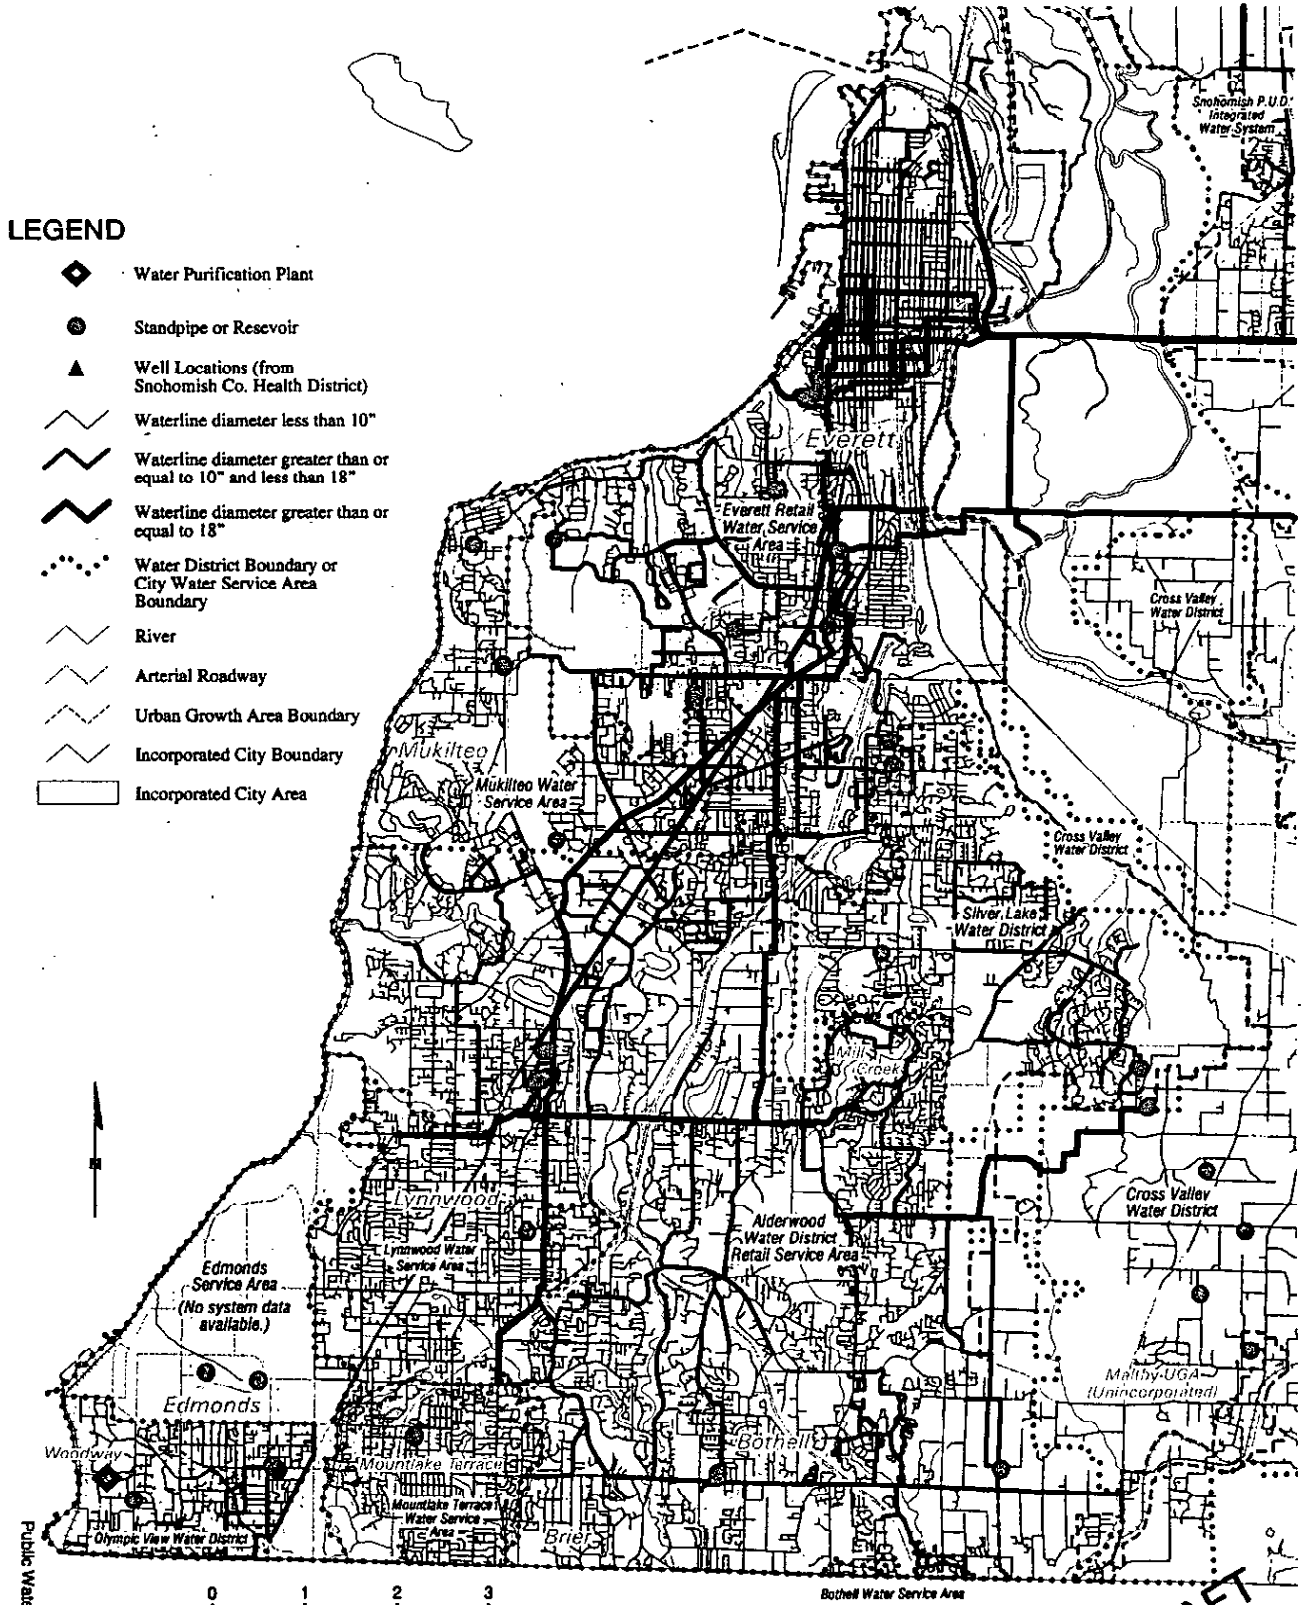 LEGEND
Water Purification Plant
Standpipe or Resevoir
Well Locations (from
Snohomish Co. Health District)
Waterline diameter less than 10"
Waterline diameter greater than or
equal to 10" and less than 18"
Waterline diameter greater than or
equal to 18"
Water District Boundary or
City Water Service Area
Boundary
River
Arterial Roadway
Urban Growth Area Boundary
Incorporated City Boundary
Incorporated City Area
Snohomish P.U.D.
Integrated
Water System
Everett
Everett Retail
Water Service
Area
Cross Valley
Water District
Mukilteo
Mukilteo Water
Service Area
Cross Valley
Water District
Silver Lake
Water District
Mill
Creek
N
Lynnwood
Lynnwood Water
Service Area
Alderwood
Water District
Retail Service Area
Cross Valley
Water District
Edmonds
Service Area
(No system data
available.)
Edmonds
Maltby UGA
(Unincorporated)
Woodway
Mountlake Terrace
Bothell
Mountlake Terrace
Water Service
Area
Brier
Olympic View Water District
Bothell Water Service Area
0 1 2 3
Public Wate